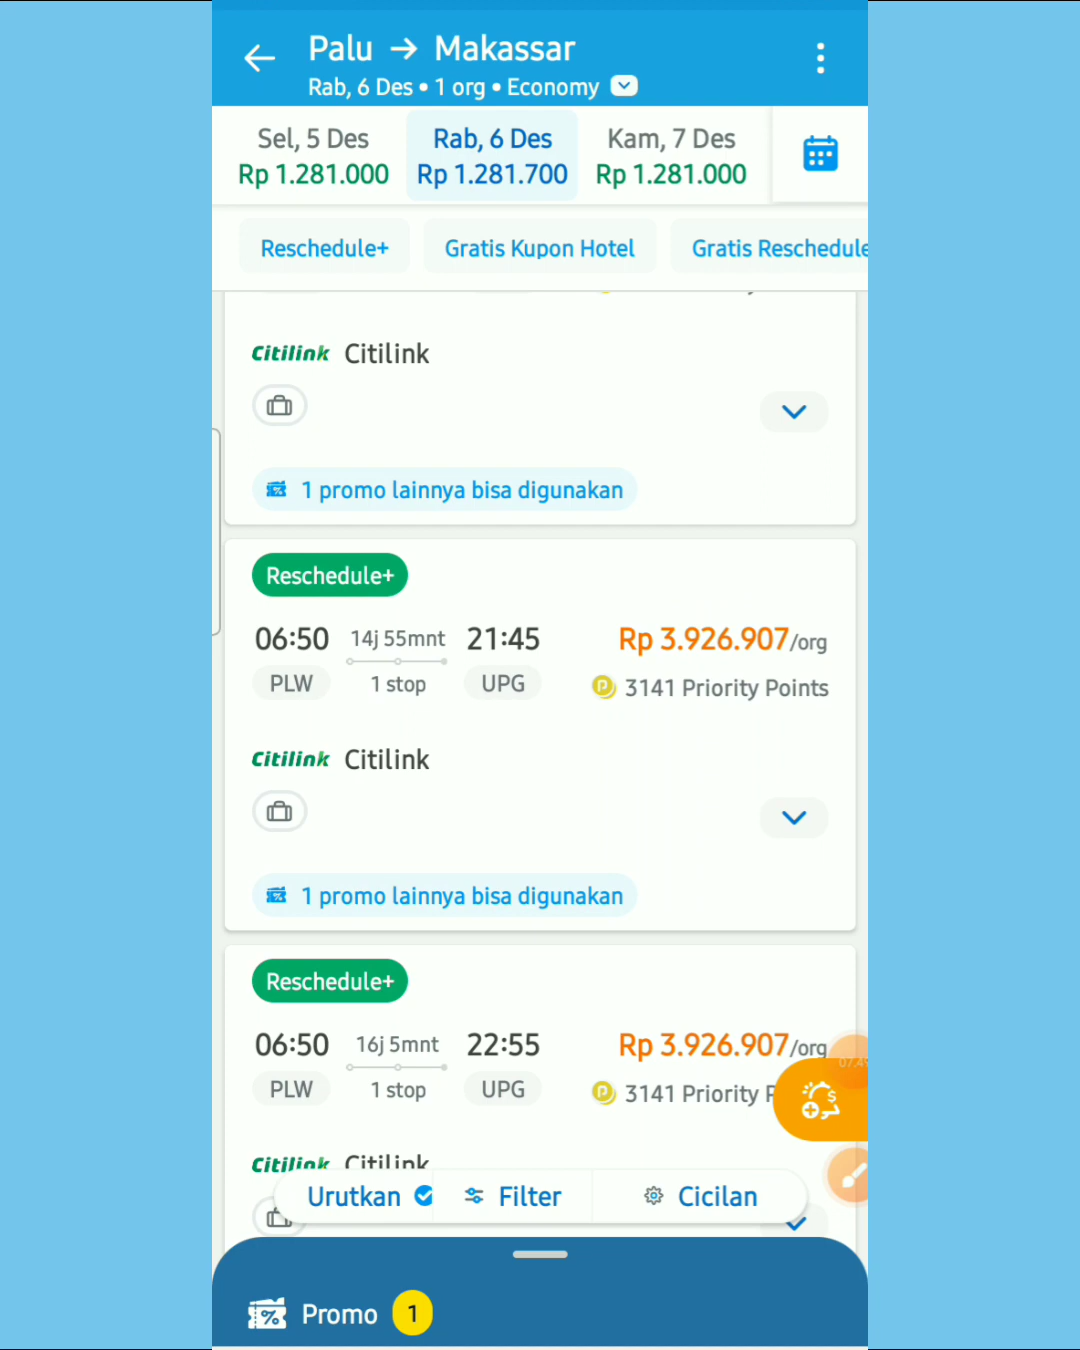 Palu → Makassar
Rab, 6 Des • 1 org • Economy
Sel, 5 Des Rab, 6 Des Kam, 7 Des
Rp 1.281.000 Rp 1.281.700 Rp 1.281.000
Reschedule+ Gratis Kupon Hotel Gratis Reschedule
Citilink Citilink
1 promo lainnya bisa digunakan
Reschedule+
06:50 14j 55mnt 21:45 Rp 3.926.907/org
PLW 1 stop UPG 3141 Priority Points
Citilink Citilink
1 promo lainnya bisa digunakan
Reschedule+
06:50 16j 5mnt 22:55 Rp 3.926.907/org
PLW 1 stop UPG 3141 Priority P
Citilink Citilink
Urutkan Filter Cicilan
Promo 1